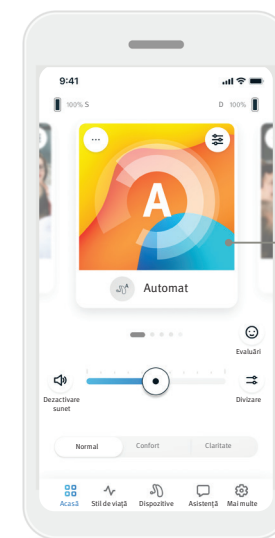 9:41
100% S
D 100%
A
Automat
Evaluări
Dezactivare
sunet
Divizare
Normal
Confort
Claritate
Acasă
Stil de viață
Dispozitive
Asistență
Mai multe